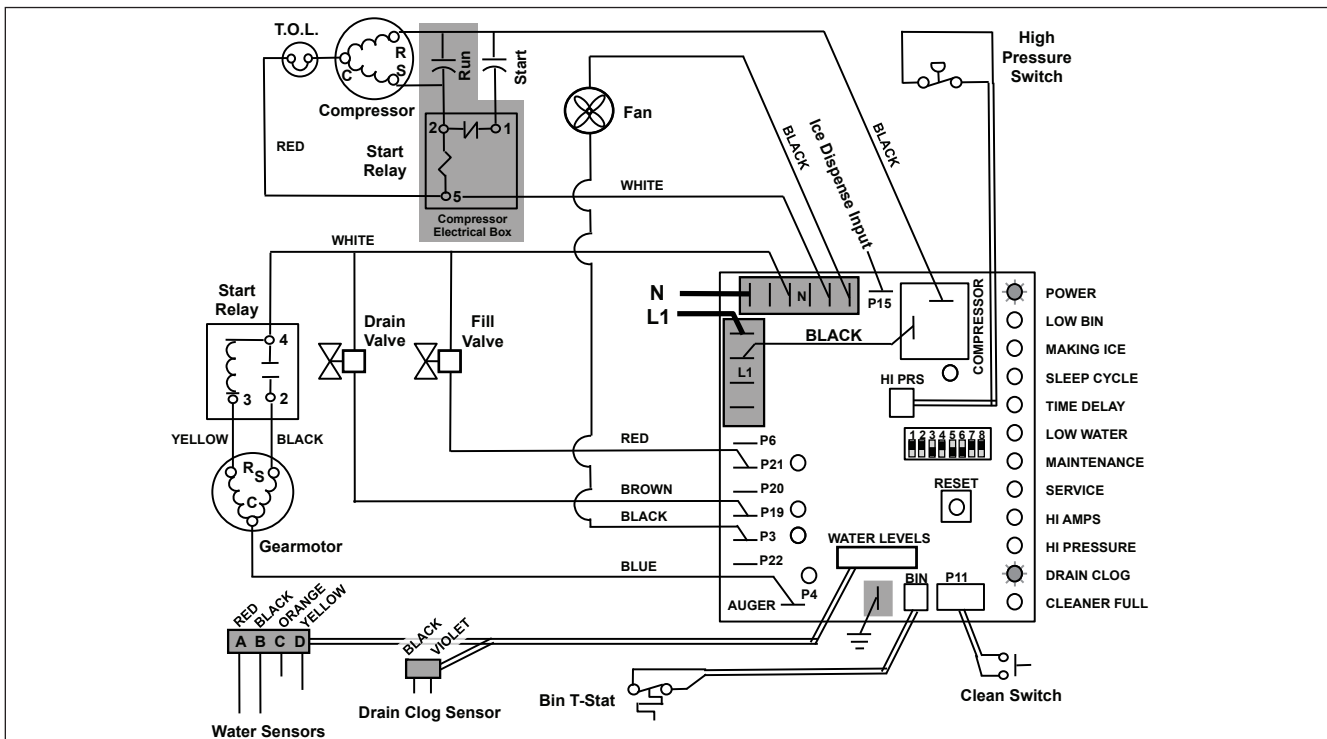 T.O.L.
R
S
C
Compressor
Run
Start
2
1
Start
Relay
5
Compressor
Electrical Box
RED
WHITE
Fan
BLACK
Ice Dispense Input
BLACK
High
Pressure
Switch
WHITE
Start
Relay
4
3
2
YELLOW
BLACK
R
S
C
Gearmotor
Drain
Valve
Fill
Valve
N
L1
N
P15
BLACK
COMPRESSOR
L1
HI PRS
1 2 3 4 5 6 7 8
RESET
RED
P6
P21
BROWN
P20
P19
BLACK
P3
P22
BLUE
P4
AUGER
WATER LEVELS
BIN
P11
POWER
LOW BIN
MAKING ICE
SLEEP CYCLE
TIME DELAY
LOW WATER
MAINTENANCE
SERVICE
HI AMPS
HI PRESSURE
DRAIN CLOG
CLEANER FULL
RED
BLACK
ORANGE
YELLOW
A B C D
Water Sensors
BLACK
VIOLET
Drain Clog Sensor
Bin T-Stat
Clean Switch